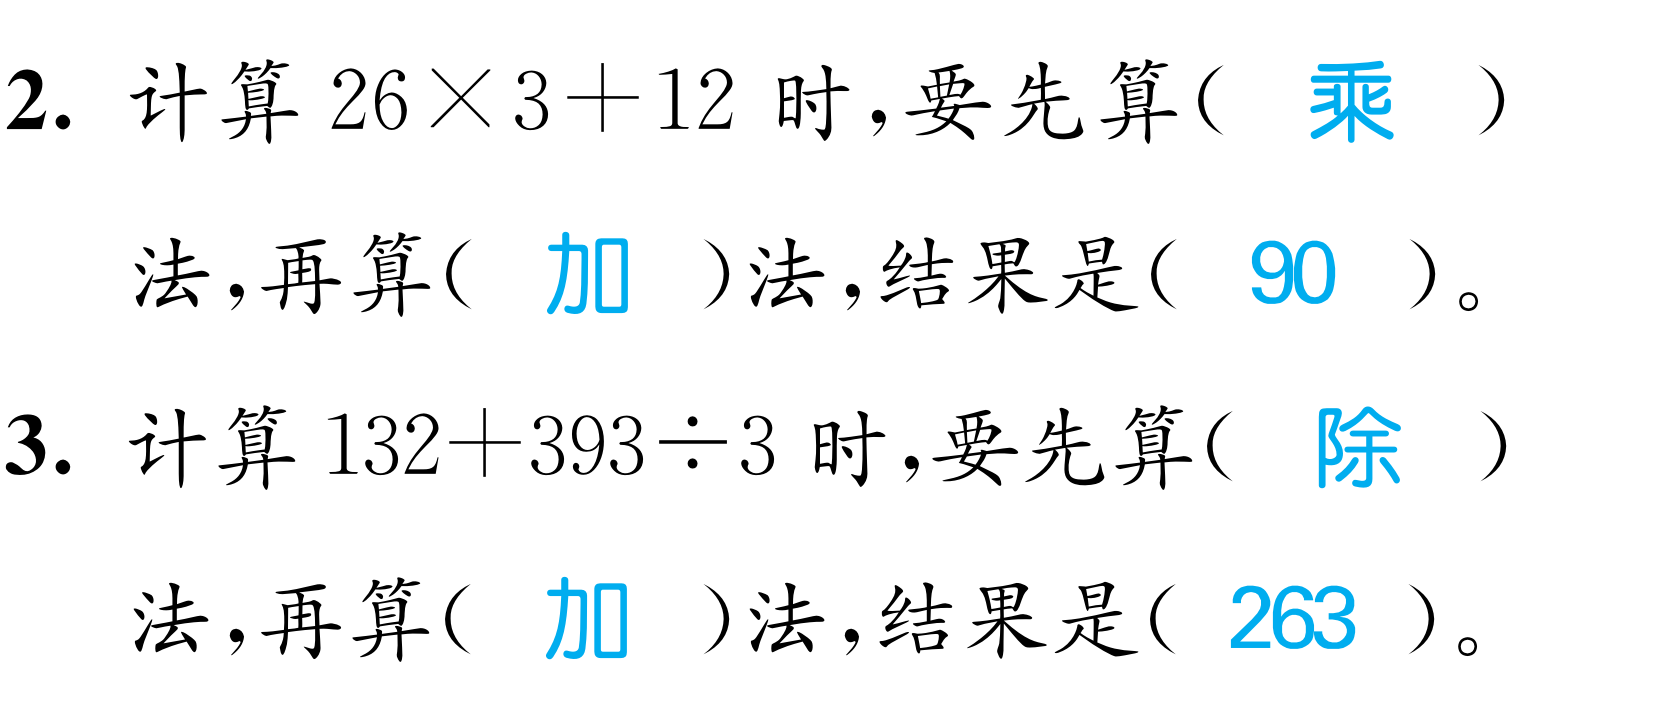 2. 计算 26×3+12 时,要先算( 乘 )
法,再算( 加 )法,结果是( 90 )。
3. 计算 132+393÷3 时,要先算( 除 )
法,再算( 加 )法,结果是( 263 )。